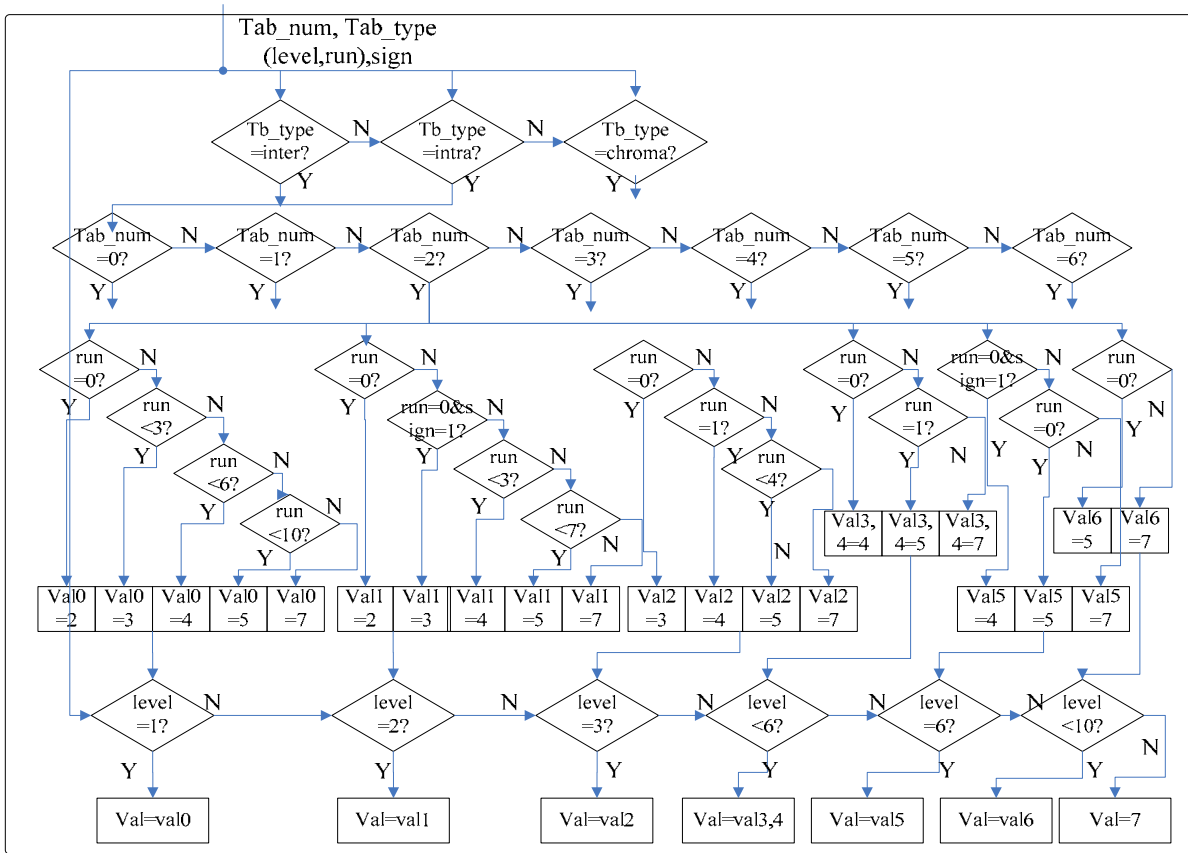 Tab_num, Tab_type
(level,run),sign
Tb_type
=inter?
N
Tb_type
=intra?
N
Tb_type
=chroma?
Y
Y
Y
Tab_num
=0?
N
Tab_num
=1?
N
Tab_num
=2?
N
Tab_num
=3?
N
Tab_num
=4?
N
Tab_num
=5?
N
Tab_num
=6?
Y
Y
Y
Y
Y
Y
Y
run
=0?
N
Y
run
<3?
N
Y
run
<6?
N
Y
run
<10?
N
Y
run
=0?
N
Y
run=0&s
ign=1?
N
Y
run
<3?
N
Y
run
<7?
Y
N
run
=0?
N
Y
run
=1?
N
Y
run
<4?
Y
N
run
=0?
N
Y
run
=1?
Y
N
run=0&s
ign=1?
N
Y
run
=0?
N
Y
run
=0?
Y
N
Val3,
4=4
Val3,
4=5
Val3,
4=7
Val6
=5
Val6
=7
Val0
=2
Val0
=3
Val0
=4
Val0
=5
Val0
=7
Val1
=2
Val1
=3
Val1
=4
Val1
=5
Val1
=7
Val2
=3
Val2
=4
Val2
=5
Val2
=7
Val5
=4
Val5
=5
Val5
=7
level
=1?
N
level
=2?
N
level
=3?
N
level
<6?
N
level
=6?
N
level
<10?
N
Y
Y
Y
Y
Y
Y
Val=val0
Val=val1
Val=val2
Val=val3,4
Val=val5
Val=val6
Val=7